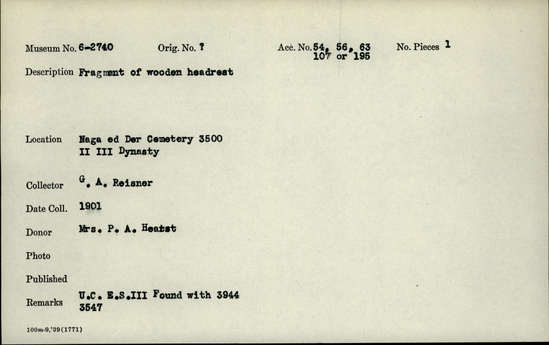 Museum No. 6-2740 Orig. No. ? Acc. No. 54, 56, 63 No. Pieces 1
107 or 195
Description Fragment of wooden headrest
Location Naga ed Der Cemetery 3500
II III Dynasty
Collector G. A. Reisner
Date Coll. 1901
Donor Mrs. P. A. Hearst
Photo
Published
Remarks U.C. E.S.III Found with 3944
3547
100m-9,'39(1771)